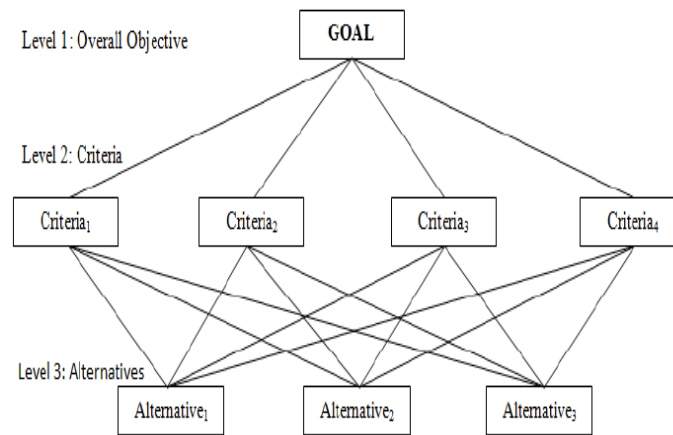 GOAL
Level 1: Overall Objective
Level 2: Criteria
Criteria₁ Criteria₂ Criteria₃ Criteria₄
Level 3: Alternatives
Alternative₁ Alternative₂ Alternative₃